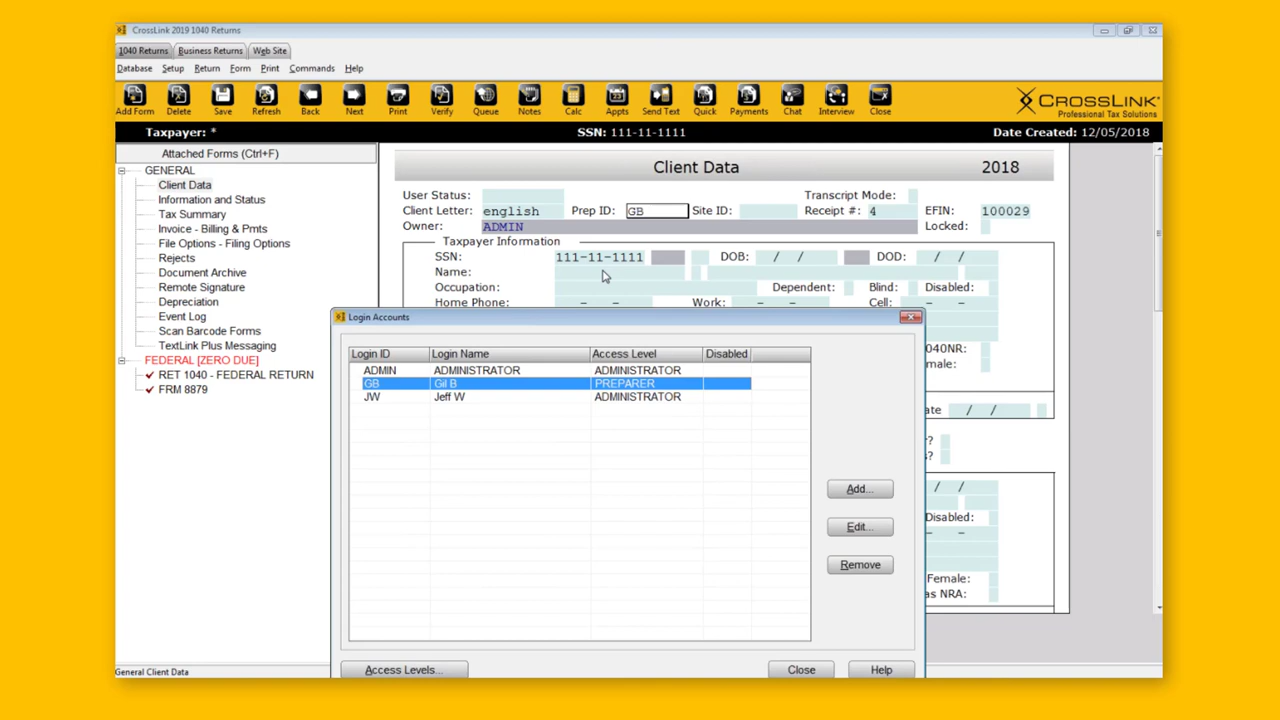 CrossLink 2019 1040 Returns
1040 Returns Business Returns Web Site
Database Setup Return Form Print Commands Help
Add Form Delete Save Refresh Back Next Print Verify Queue Notes Calc Appts Send Text Quick Payments Chat Interview Close
CROSSLINK
Professional Tax Solutions
Taxpayer: * SSN: 111-11-1111 Date Created: 12/05/2018
Attached Forms (Ctrl+F)
GENERAL
Client Data
Information and Status
Tax Summary
Invoice - Billing & Pmts
File Options - Filing Options
Rejects
Document Archive
Remote Signature
Depreciation
Event Log
Scan Barcode Forms
TextLink Plus Messaging
FEDERAL [ZERO DUE]
RET 1040 - FEDERAL RETURN
FRM 8879
Client Data 2018
User Status: Transcript Mode:
Client Letter: english Prep ID: GB Site ID: Receipt #: 4 EFIN: 100029
Owner: ADMIN Locked:
Taxpayer Information
SSN: 111-11-1111 DOB: / / DOD: / /
Name:
Occupation: Dependent: Blind: Disabled:
Home Phone: - - Work: - - Cell: - -
040NR:
male:
ate / /
?
s?
/ /
Disabled:
- -
Female:
as NRA:
Login Accounts
Login ID Login Name Access Level Disabled
ADMIN ADMINISTRATOR ADMINISTRATOR
GB Gil B PREPARER
JW Jeff W ADMINISTRATOR
Add...
Edit...
Remove
Access Levels... Close Help
General Client Data